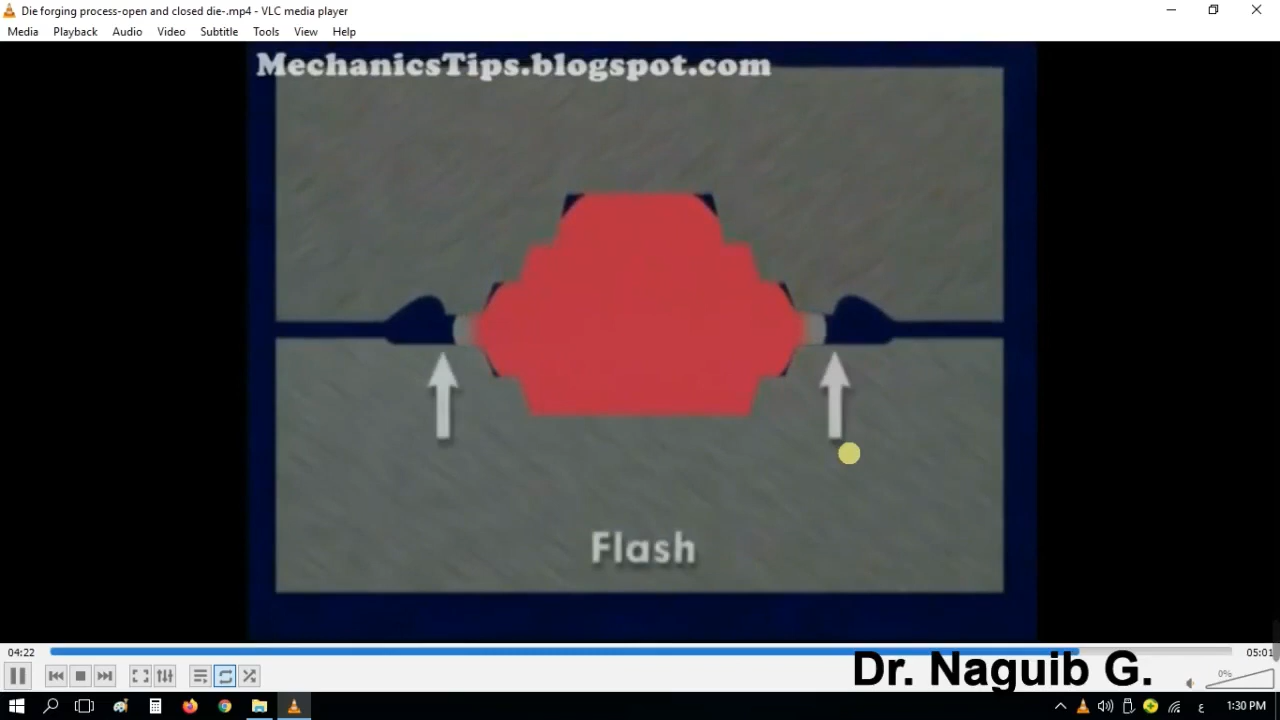 Die forging process-open and closed die-.mp4 - VLC media player
Media Playback Audio Video Subtitle Tools View Help
MechanicsTips.blogspot.com
Flash
04:22
05:01
Dr. Naguib G.
0%
ع
1:30 PM